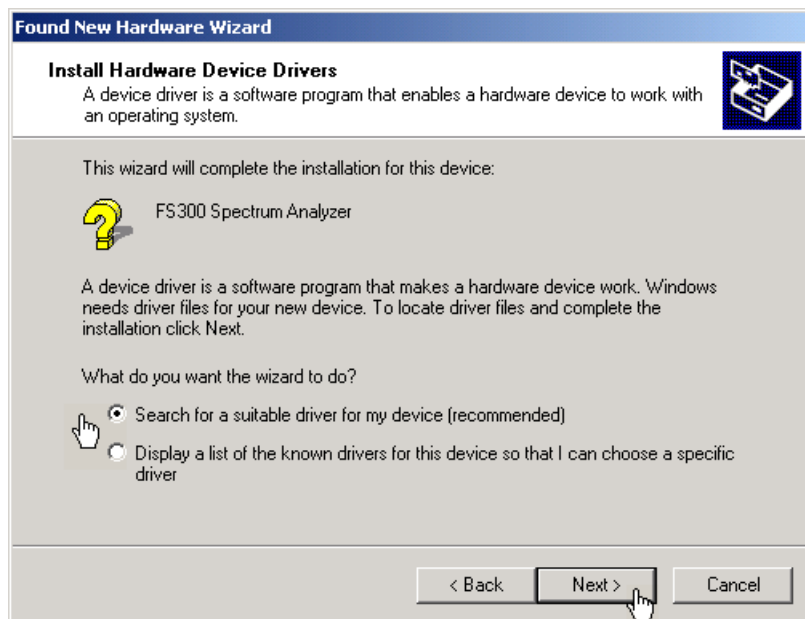 Found New Hardware Wizard
Install Hardware Device Drivers
A device driver is a software program that enables a hardware device to work with
an operating system.
This wizard will complete the installation for this device:
FS300 Spectrum Analyzer
A device driver is a software program that makes a hardware device work. Windows
needs driver files for your new device. To locate driver files and complete the
installation click Next.
What do you want the wizard to do?
Search for a suitable driver for my device (recommended)
Display a list of the known drivers for this device so that I can choose a specific
driver
< Back Next > Cancel